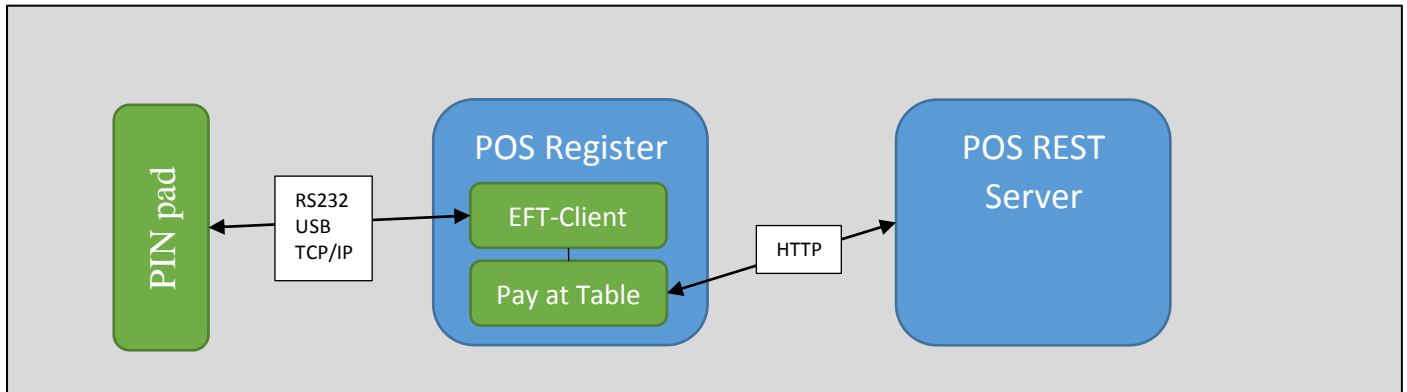 PIN pad
RS232
USB
TCP/IP
POS Register
EFT-Client
Pay at Table
HTTP
POS REST
Server